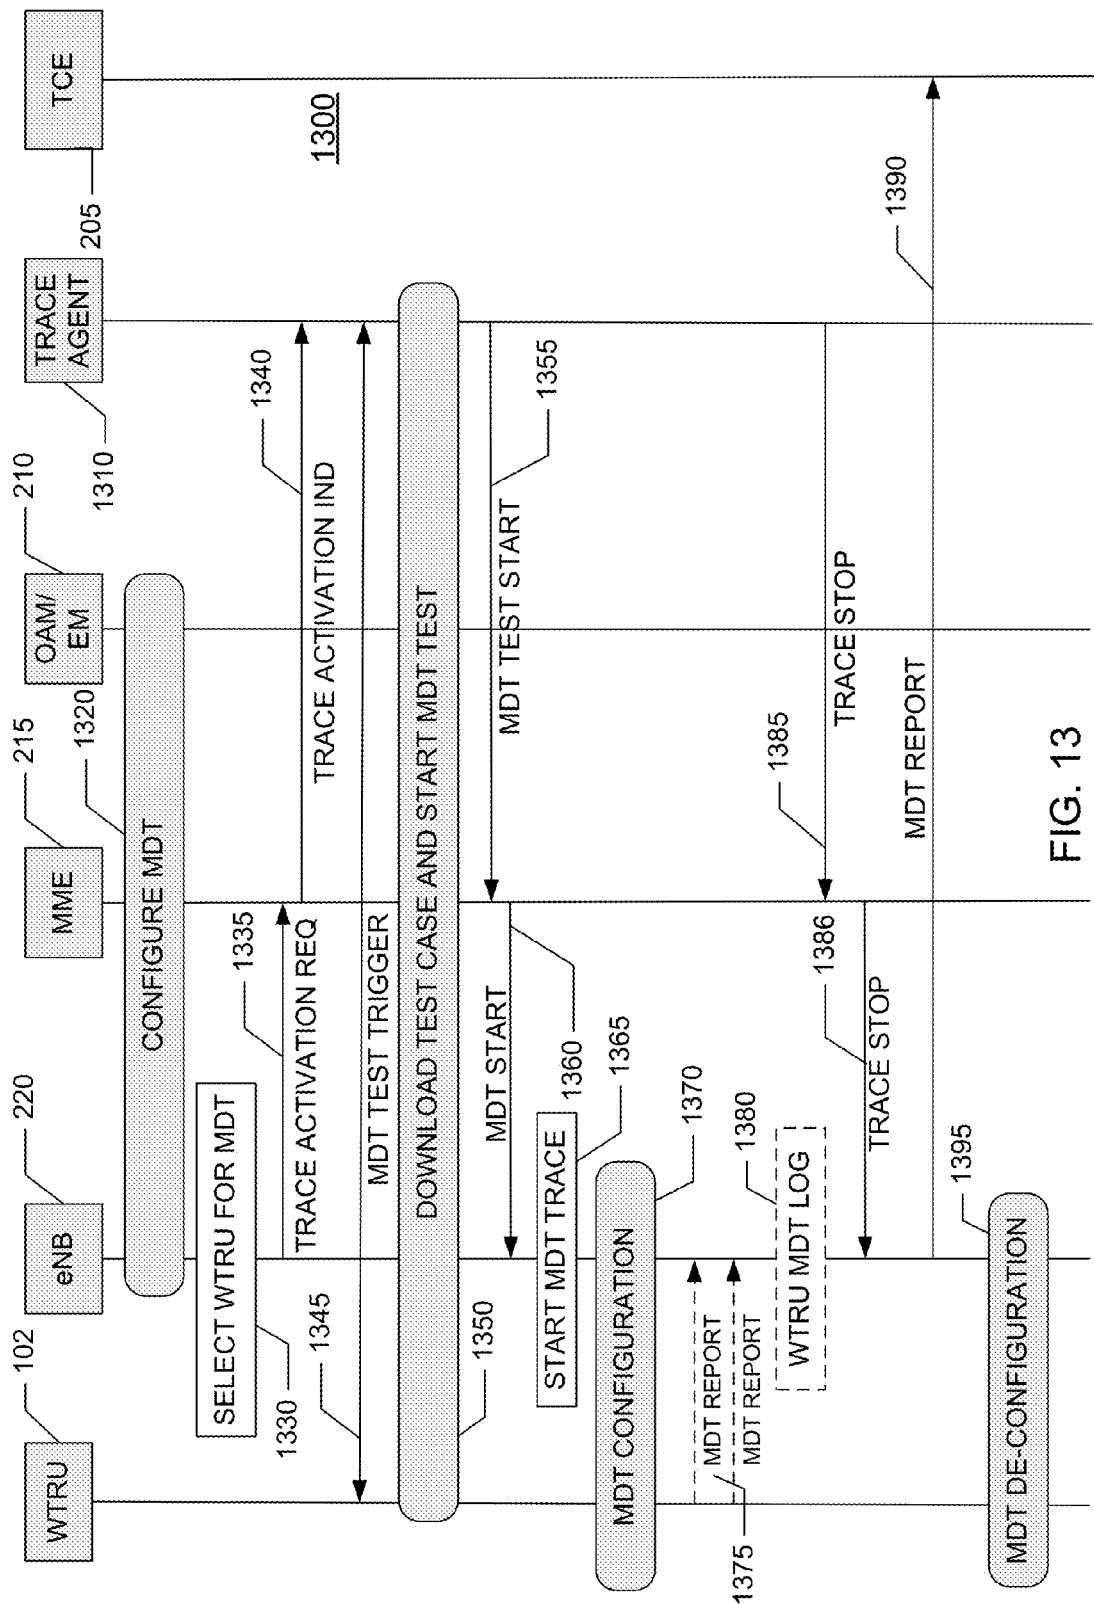 WTRU
102
eNB
220
MME
215
OAM/
EM
210
TRACE
AGENT
1310
TCE
205
1300
CONFIGURE MDT
1320
SELECT WTRU FOR MDT
1330
TRACE ACTIVATION REQ
1335
TRACE ACTIVATION IND
1340
MDT TEST TRIGGER
1345
DOWNLOAD TEST CASE AND START MDT TEST
1350
MDT TEST START
1355
MDT START
1360
START MDT TRACE
1365
MDT CONFIGURATION
1370
MDT REPORT
MDT REPORT
1375
WTRU MDT LOG
1380
TRACE STOP
1385
TRACE STOP
1386
MDT REPORT
1390
MDT DE-CONFIGURATION
1395
FIG. 13